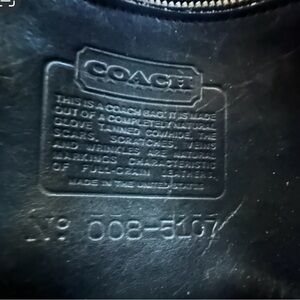 COACH
THIS IS A COACH BAG. IT IS MADE
OUT OF A COMPLETELY NATURAL
GLOVE TANNED COWHIDE, THE
SCARS, SCRATCHES, VEINS
AND WRINKLES ARE NATURAL
MARKINGS CHARACTERISTIC
OF FULL-GRAIN LEATHERS.
MADE IN THE UNITED STATES
Nº 008-5107